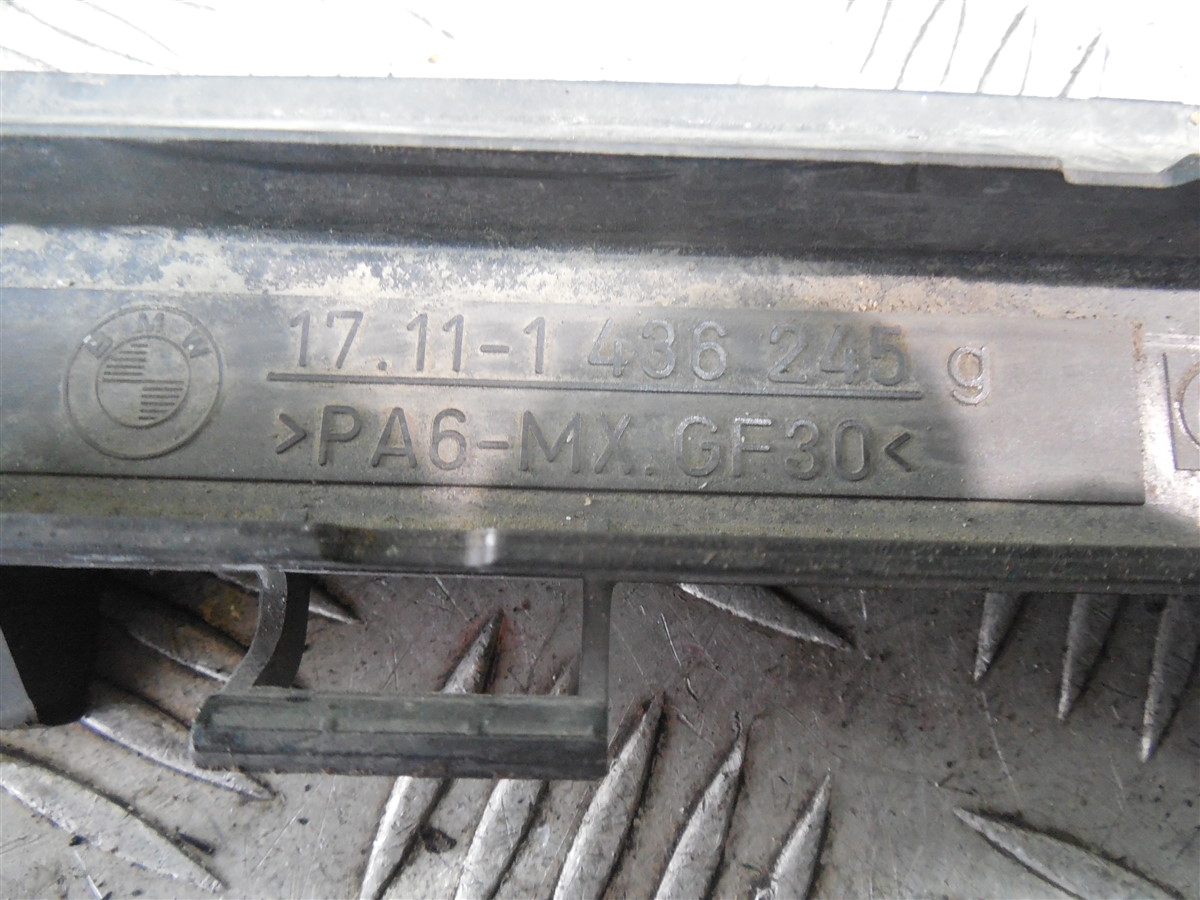 BMW
17.11-1 436 245 g
>PA6-MX.GF30<